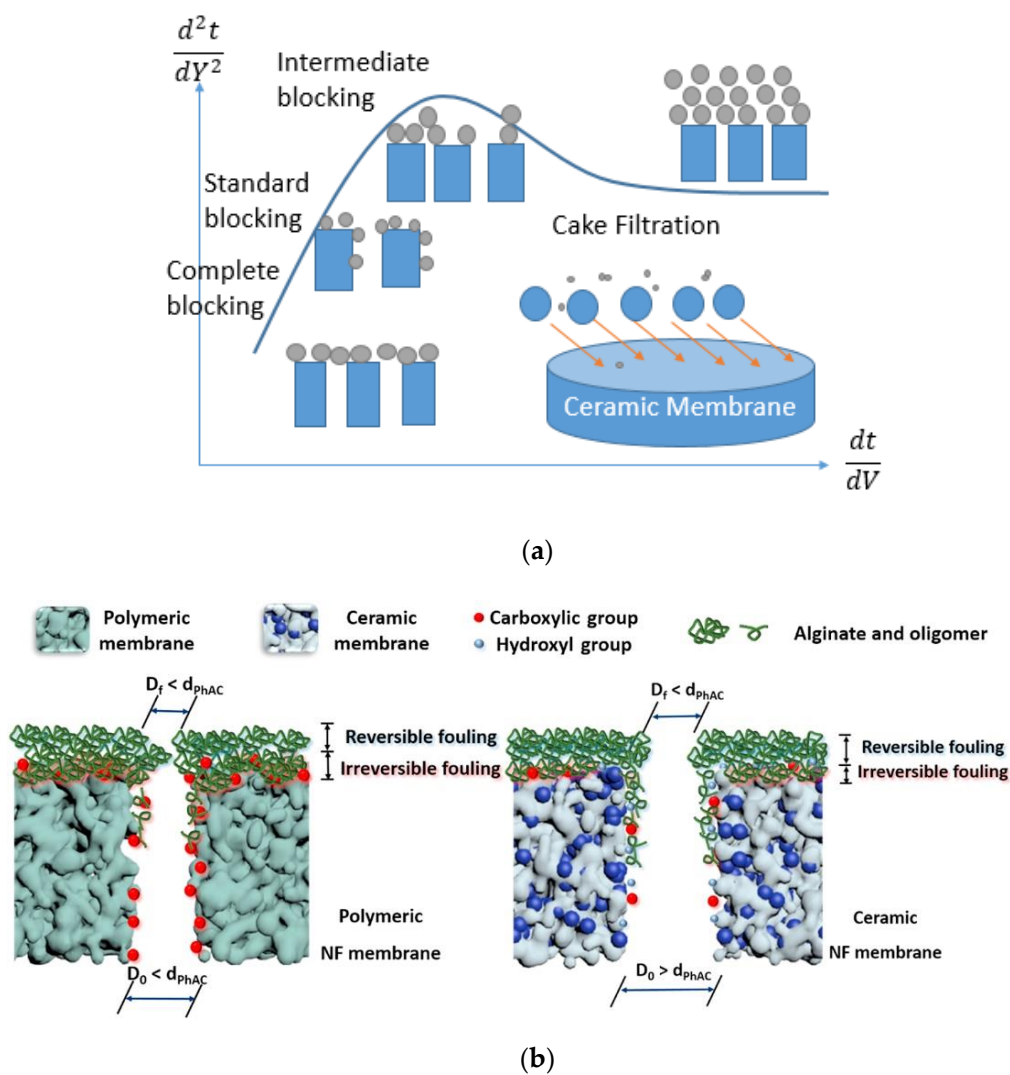 d²t
dY²
Intermediate
blocking
Standard
blocking
Complete
blocking
Cake Filtration
Ceramic Membrane
dt
dV
(a)
Polymeric
membrane
Ceramic
membrane
Carboxylic group
Hydroxyl group
Alginate and oligomer
D_f < d_PhAC
Reversible fouling
Irreversible fouling
Polymeric
NF membrane
D_0 < d_PhAC
D_f < d_PhAC
Reversible fouling
Irreversible fouling
Ceramic
NF membrane
D_0 > d_PhAC
(b)